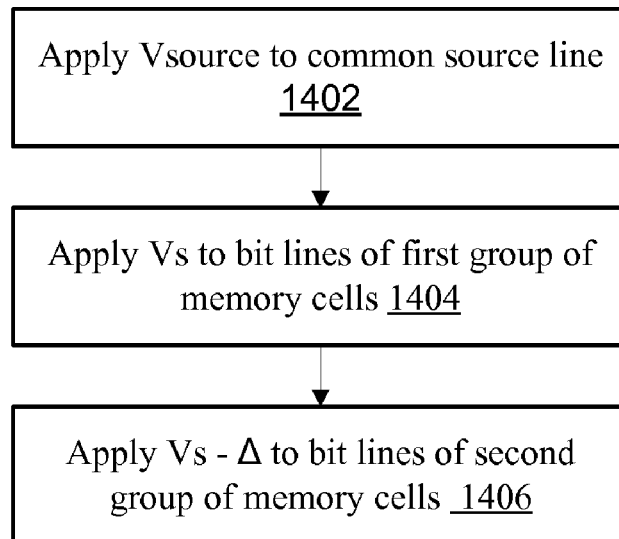 Apply Vsource to common source line
1402
Apply Vs to bit lines of first group of
memory cells 1404
Apply Vs - Δ to bit lines of second
group of memory cells 1406